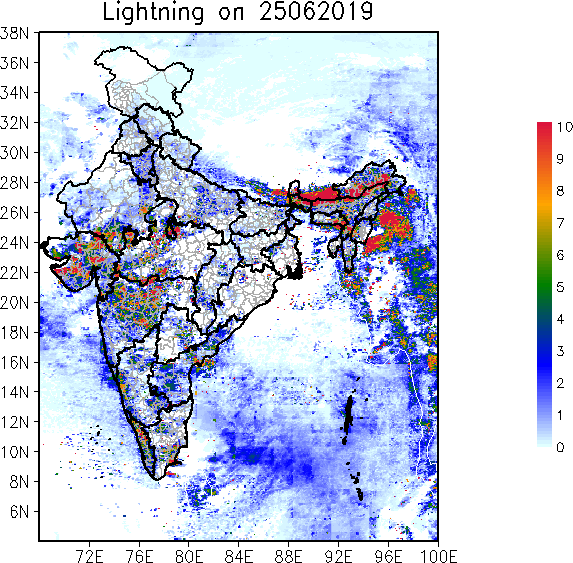 Lightning on 25062019
38N
36N
34N
32N
30N
28N
26N
24N
22N
20N
18N
16N
14N
12N
10N
8N
6N
72E 76E 80E 84E 88E 92E 96E 100E
10
9
8
7
6
5
4
3
2
1
0